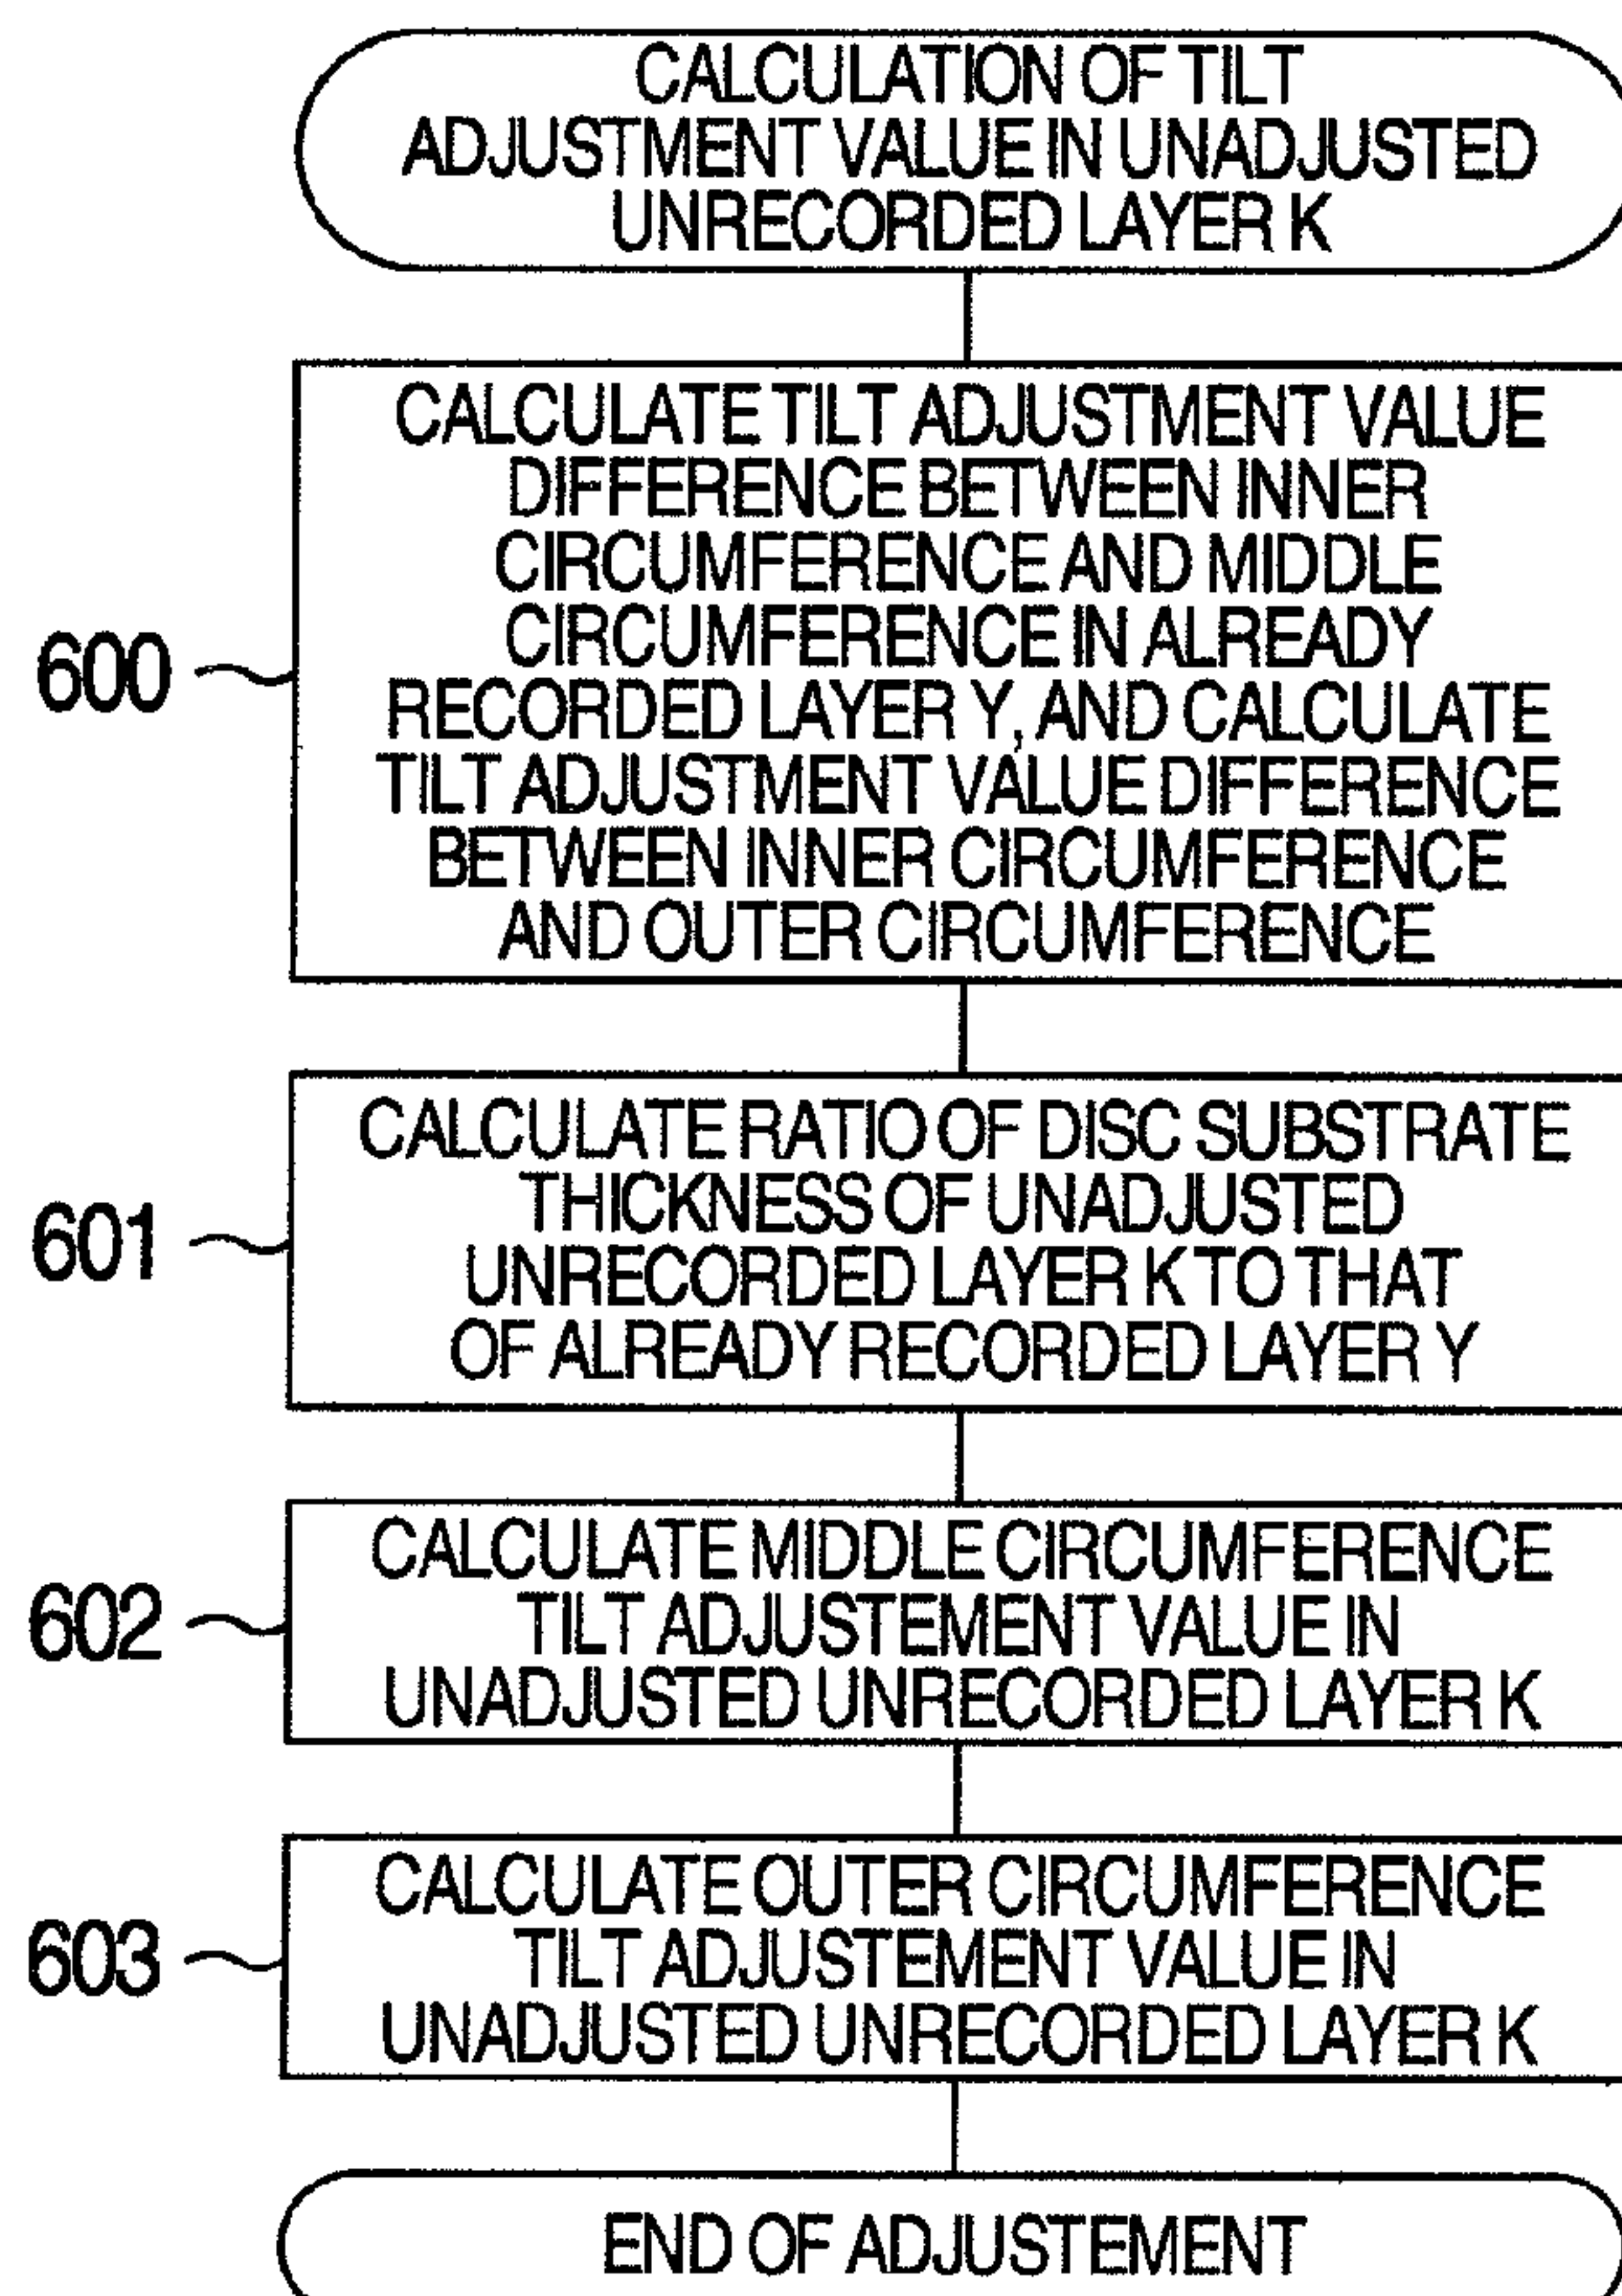 CALCULATION OF TILT
ADJUSTMENT VALUE IN UNADJUSTED
UNRECORDED LAYER K
CALCULATE TILT ADJUSTMENT VALUE
DIFFERENCE BETWEEN INNER
CIRCUMFERENCE AND MIDDLE
CIRCUMFERENCE IN ALREADY
RECORDED LAYER Y, AND CALCULATE
TILT ADJUSTMENT VALUE DIFFERENCE
BETWEEN INNER CIRCUMFERENCE
AND OUTER CIRCUMFERENCE
600
CALCULATE RATIO OF DISC SUBSTRATE
THICKNESS OF UNADJUSTED
UNRECORDED LAYER K TO THAT
OF ALREADY RECORDED LAYER Y
601
CALCULATE MIDDLE CIRCUMFERENCE
TILT ADJUSTEMENT VALUE IN
UNADJUSTED UNRECORDED LAYER K
602
CALCULATE OUTER CIRCUMFERENCE
TILT ADJUSTEMENT VALUE IN
UNADJUSTED UNRECORDED LAYER K
603
END OF ADJUSTEMENT